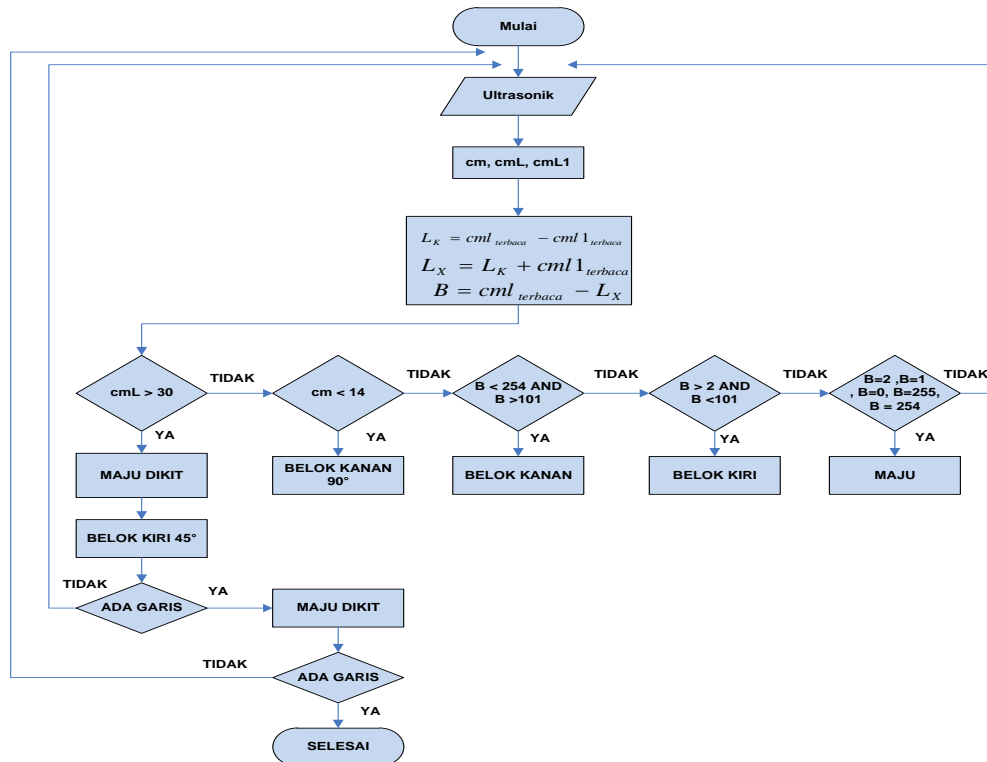 Mulai
Ultrasonik
cm, cmL, cmL1
L_K = cml_terbaca − cml1_terbaca
L_X = L_K + cml1_terbaca
B = cml_terbaca − L_X
cmL > 30
TIDAK
cm < 14
TIDAK
B < 254 AND
B >101
TIDAK
B > 2 AND
B <101
TIDAK
B=2 ,B=1
, B=0, B=255,
B = 254
TIDAK
YA
YA
YA
YA
YA
MAJU DIKIT
BELOK KANAN
90°
BELOK KANAN
BELOK KIRI
MAJU
BELOK KIRI 45°
TIDAK
YA
ADA GARIS
MAJU DIKIT
TIDAK
ADA GARIS
YA
SELESAI